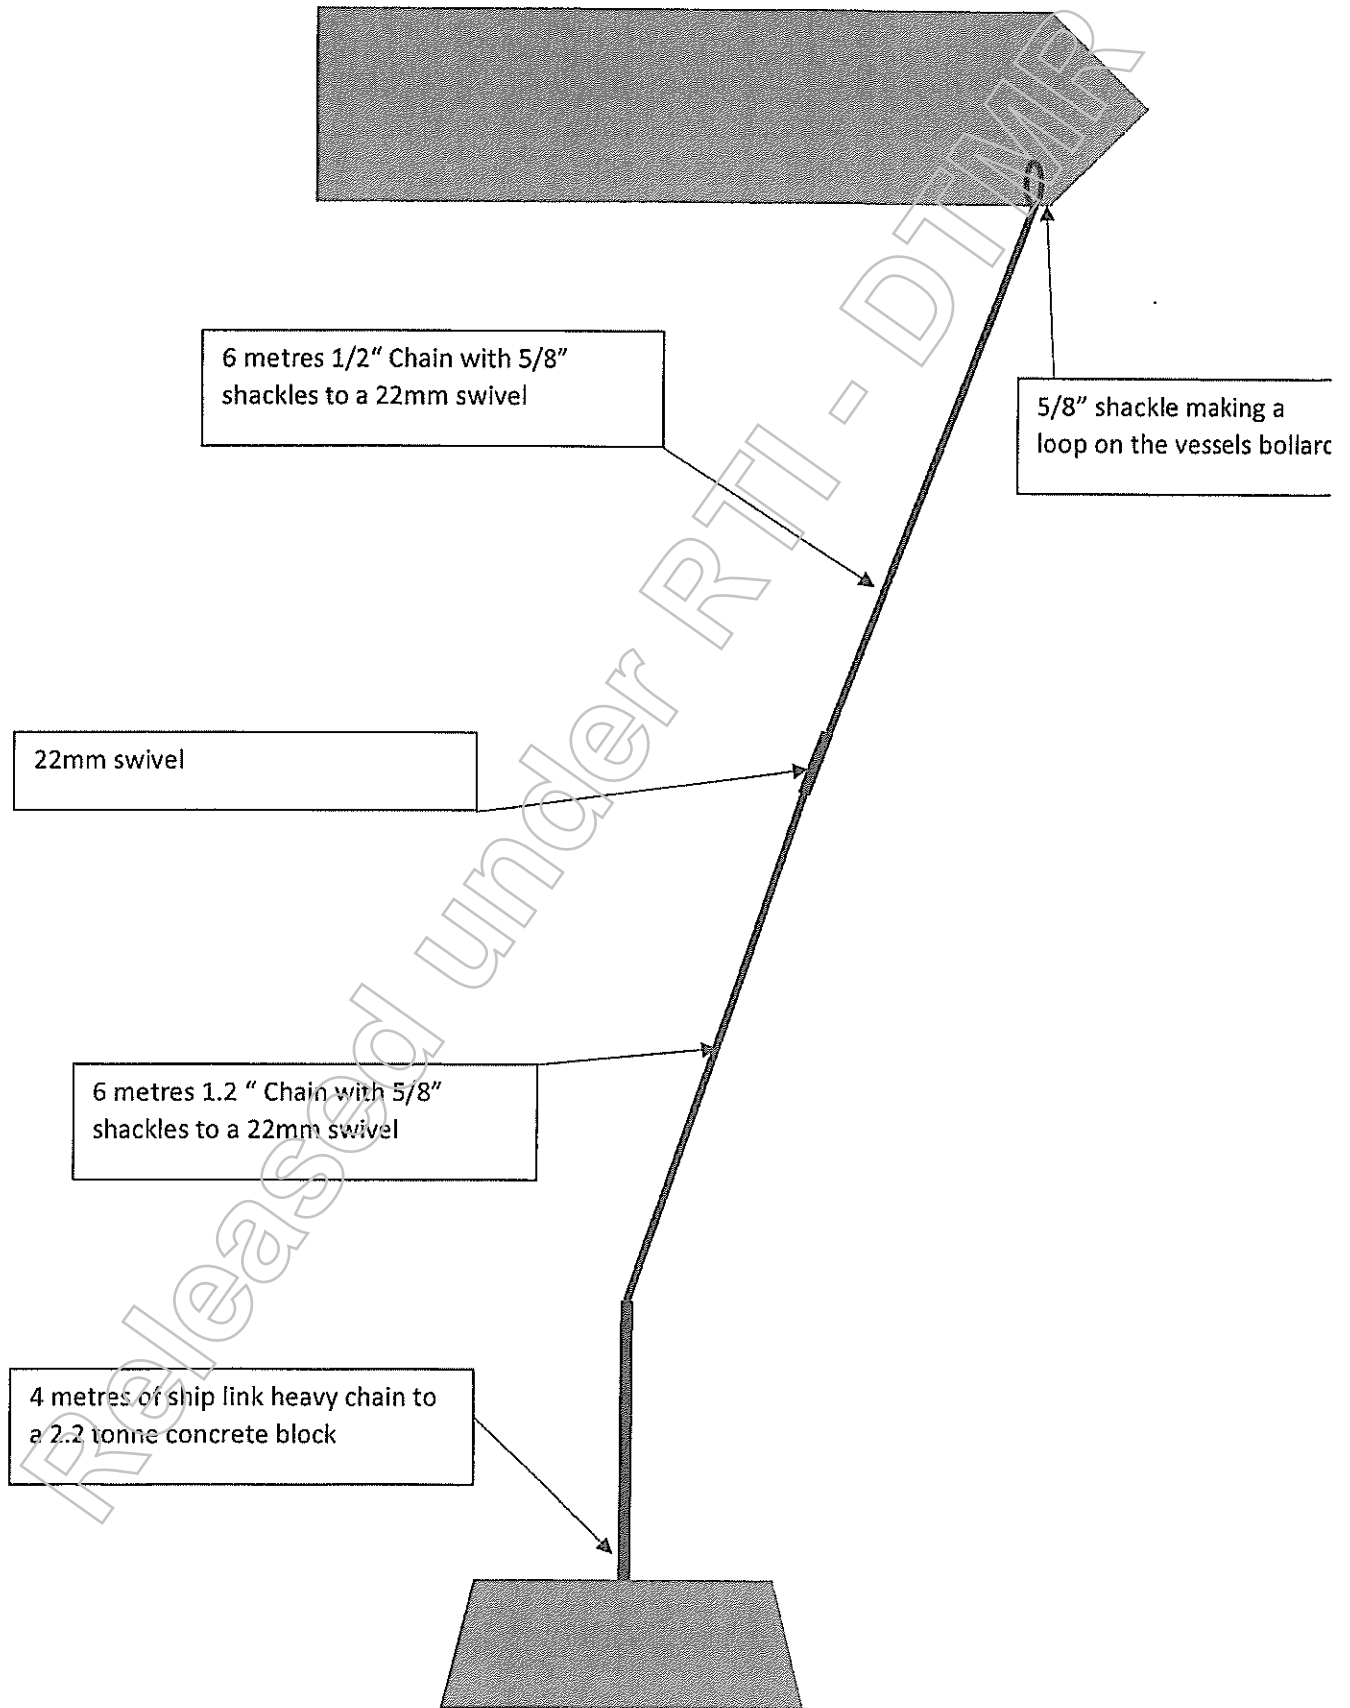 6 metres 1/2" Chain with 5/8"
shackles to a 22mm swivel
5/8" shackle making a
loop on the vessels
22mm swivel
6 metres 1.2 " Chain with 5/8"
shackles to a 22mm swivel
4 metres of ship link heavy chain to
a 2.2 tonne concrete block
Released under RTI - DTMR